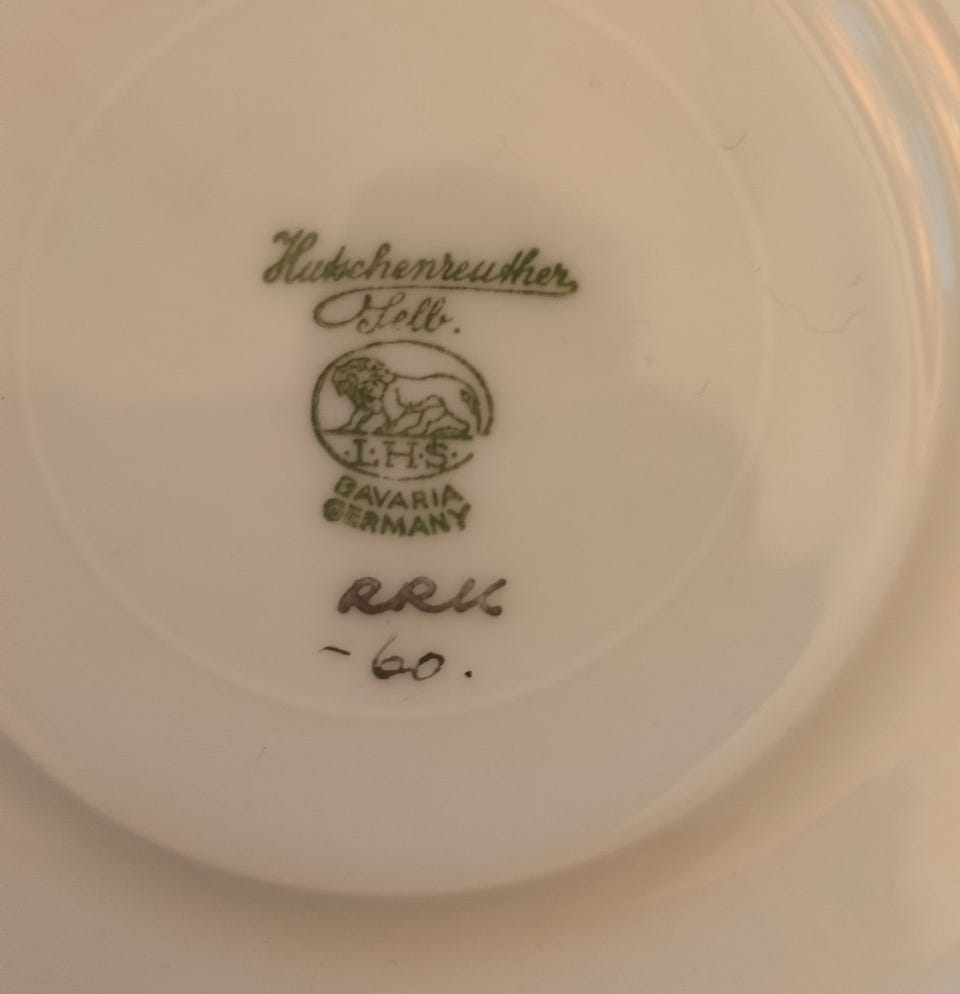 Hutschenreuther
Selb.
·L·H·S·
BAVARIA
GERMANY
RRK
-60.